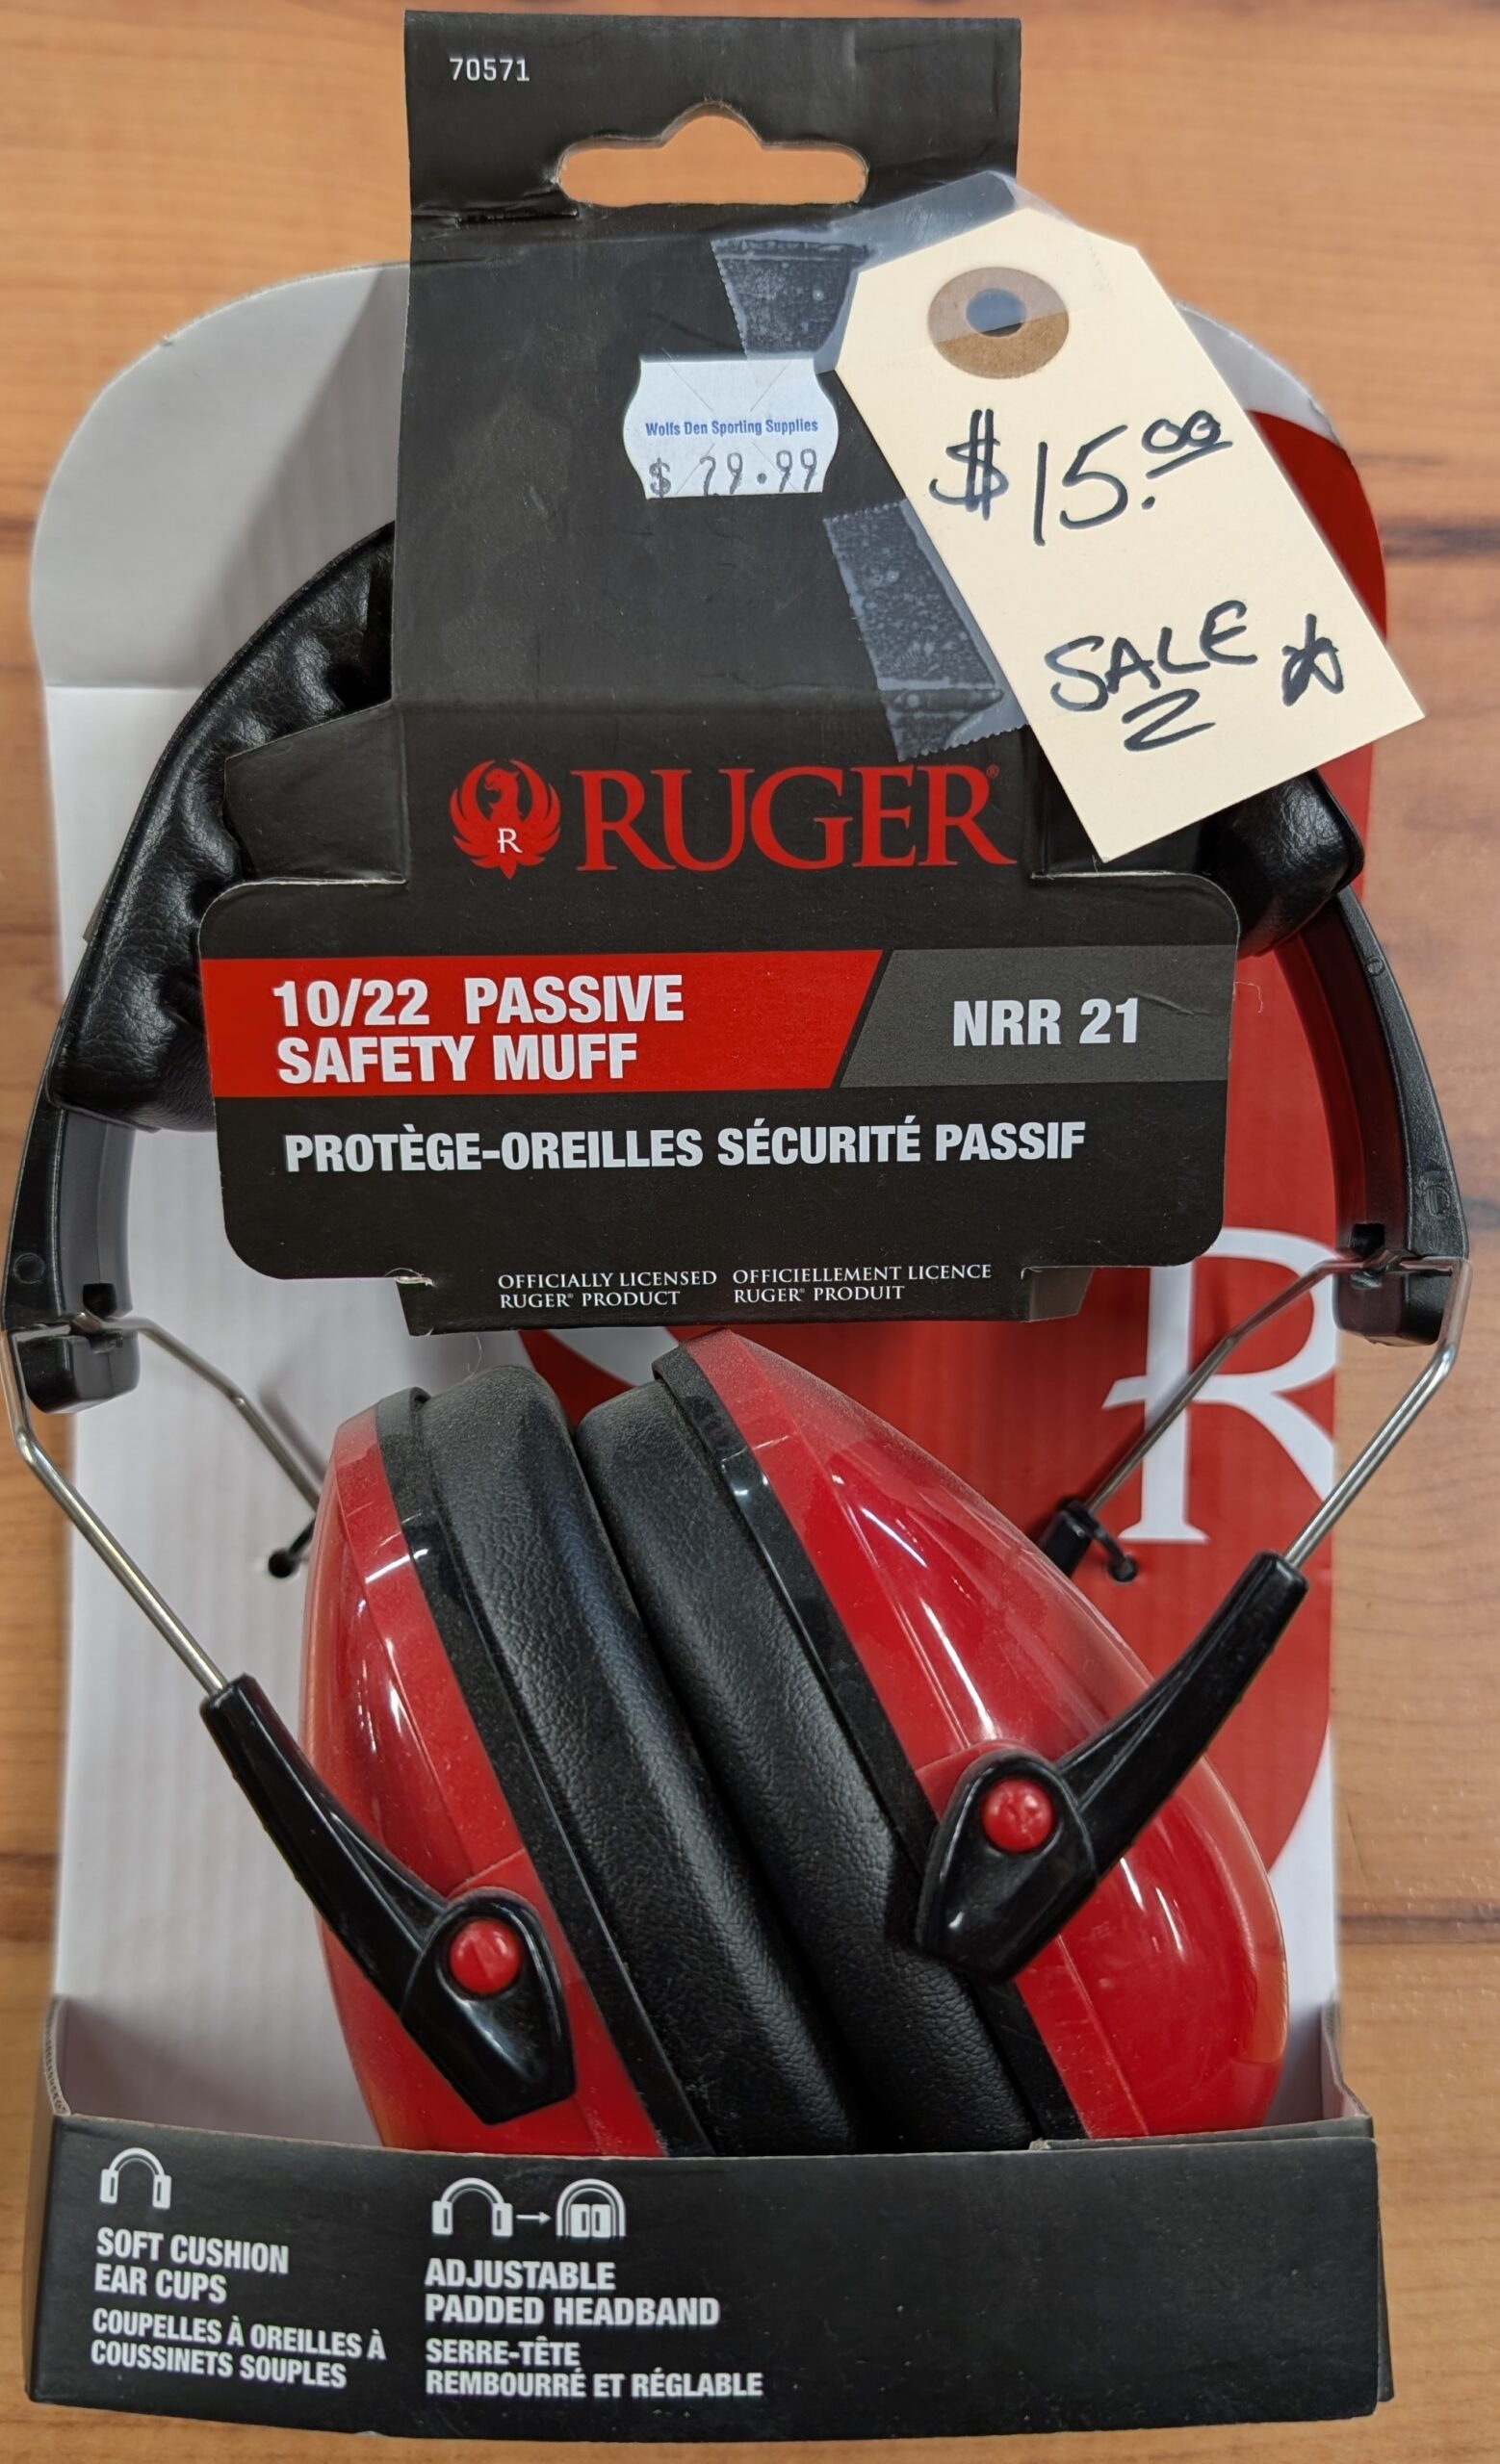 70571
Wolfs Den Sporting Supplies
$ 29.99
$15.00
SALE
R RUGER®
10/22 PASSIVE
SAFETY MUFF
NRR 21
PROTÈGE-OREILLES SÉCURITÉ PASSIF
OFFICIALLY LICENSED
RUGER® PRODUCT
OFFICIELLEMENT LICENCE
RUGER® PRODUIT
R
SOFT CUSHION
EAR CUPS
COUPELLES À OREILLES À
COUSSINETS SOUPLES
ADJUSTABLE
PADDED HEADBAND
SERRE-TÊTE
REMBOURRÉ ET RÉGLABLE